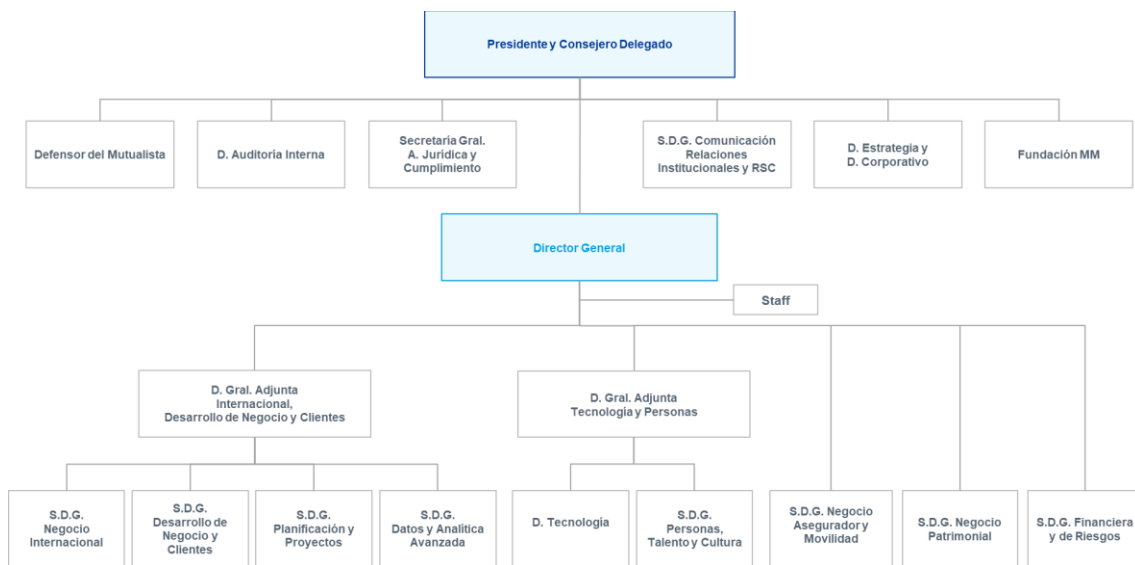 Presidente y Consejero Delegado
Defensor del Mutualista
D. Auditoría Interna
Secretaría Gral.
A. Jurídica y
Cumplimiento
S.D.G. Comunicación
Relaciones
Institucionales y RSC
D. Estrategia y
D. Corporativo
Fundación MM
Director General
Staff
D. Gral. Adjunta
Internacional,
Desarrollo de Negocio y Clientes
D. Gral. Adjunta
Tecnología y Personas
S.D.G.
Negocio
Internacional
S.D.G.
Desarrollo de
Negocio y
Clientes
S.D.G.
Planificación y
Proyectos
S.D.G.
Datos y Analítica
Avanzada
D. Tecnología
S.D.G.
Personas,
Talento y Cultura
S.D.G. Negocio
Asegurador y
Movilidad
S.D.G. Negocio
Patrimonial
S.D.G. Financiera
y de Riesgos